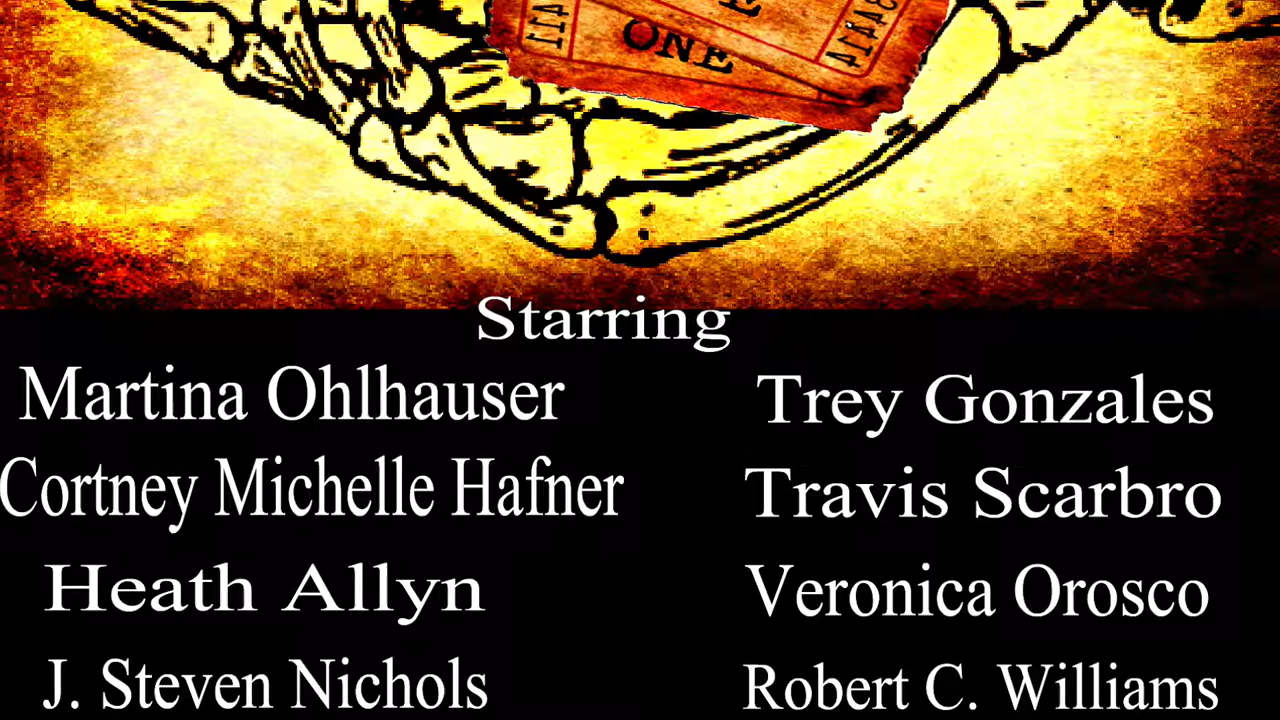 ONE
Starring
Martina Ohlhauser
Trey Gonzales
Cortney Michelle Hafner
Travis Scarbro
Heath Allyn
Veronica Orosco
J. Steven Nichols
Robert C. Williams